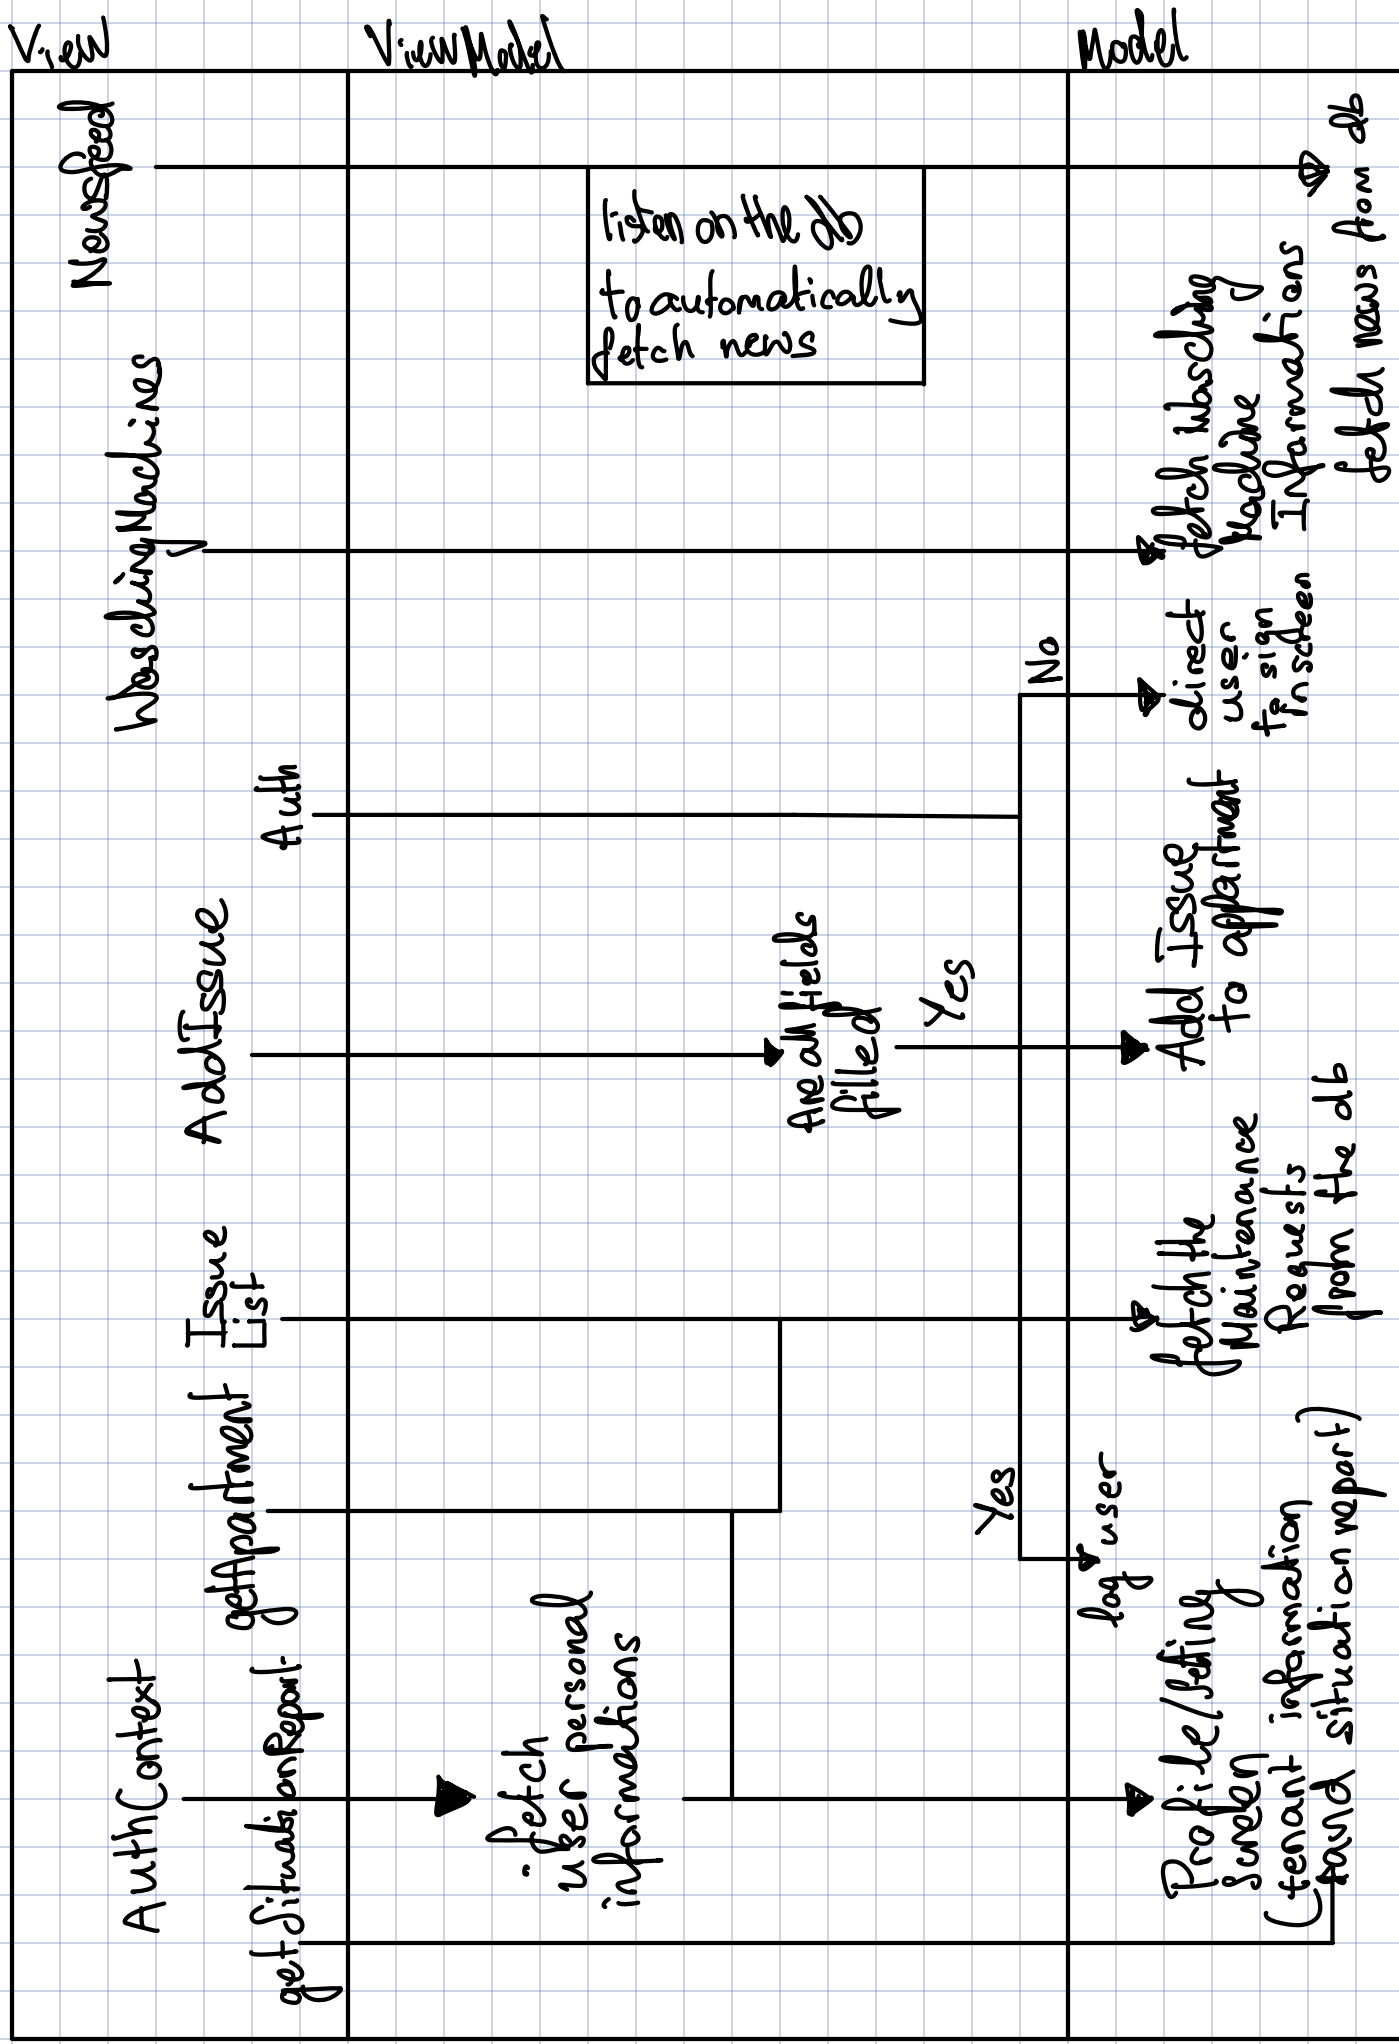 View
ViewModel
Model
Newsfeed
listen on the db
to automatically
fetch news
fetch news from db
WaschingMachines
fetch Wasching
Machine
Informations
Auth
No
direct
user
to sign
in screen
Yes
log user
AddIssue
Are all fields
filled
Yes
Add Issue
to appartment
Issue
List
fetch the
Maintenance
Requests
from the db
getApartment
AuthContext
fetch
user personal
informations
Profile/Setting
Screen
(tenant information
and situation report)
getSituationReport